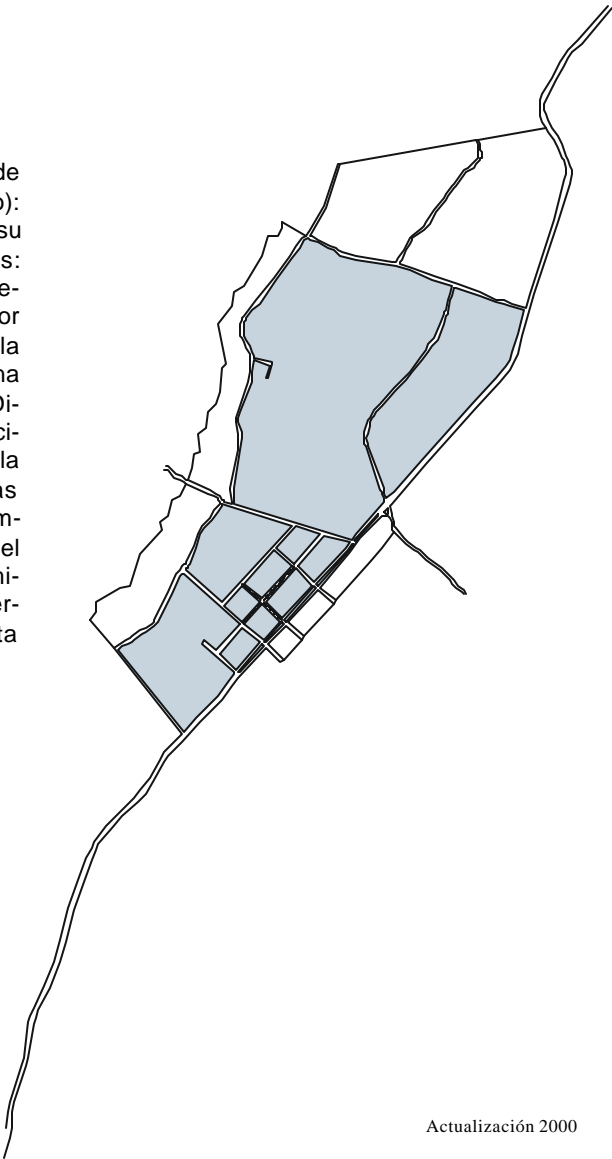 de
o):
su
s:
e-
or
la
na
Di-
ci-
la
as
m-
el
ni-
er-
ta
Actualización 2000